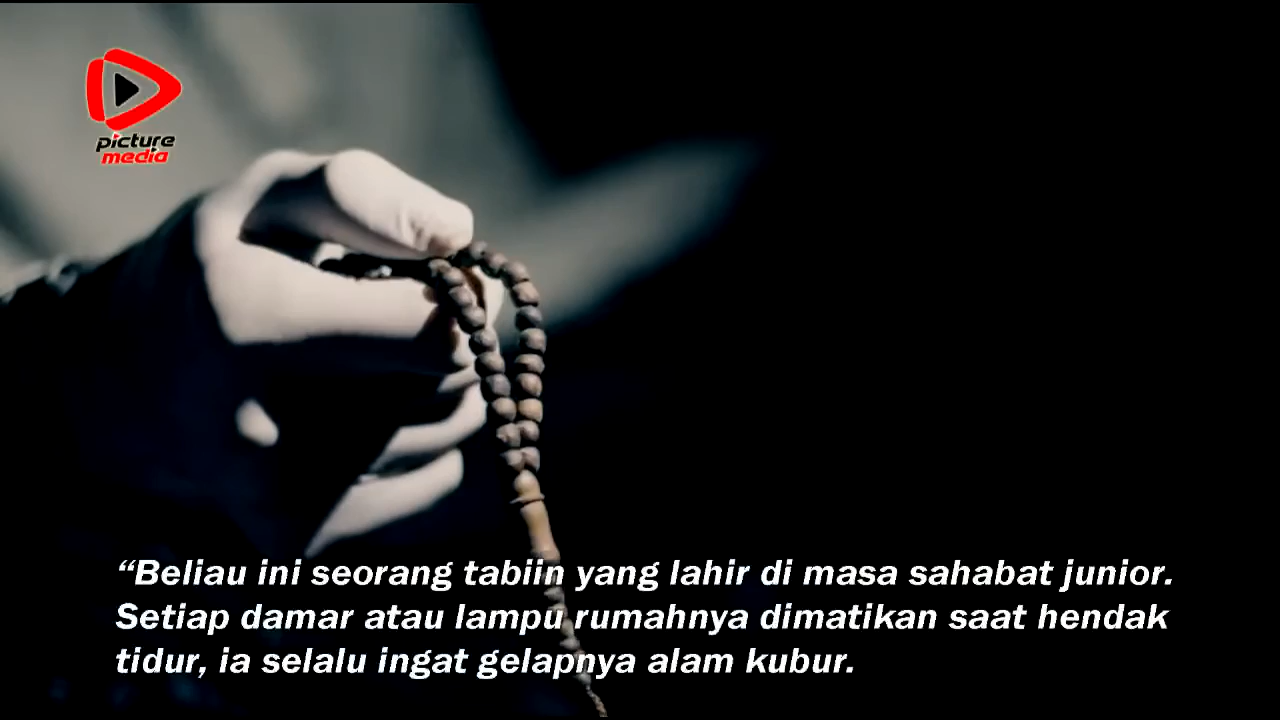 picture
media
“Beliau ini seorang tabiin yang lahir di masa sahabat junior.
Setiap damar atau lampu rumahnya dimatikan saat hendak
tidur, ia selalu ingat gelapnya alam kubur.